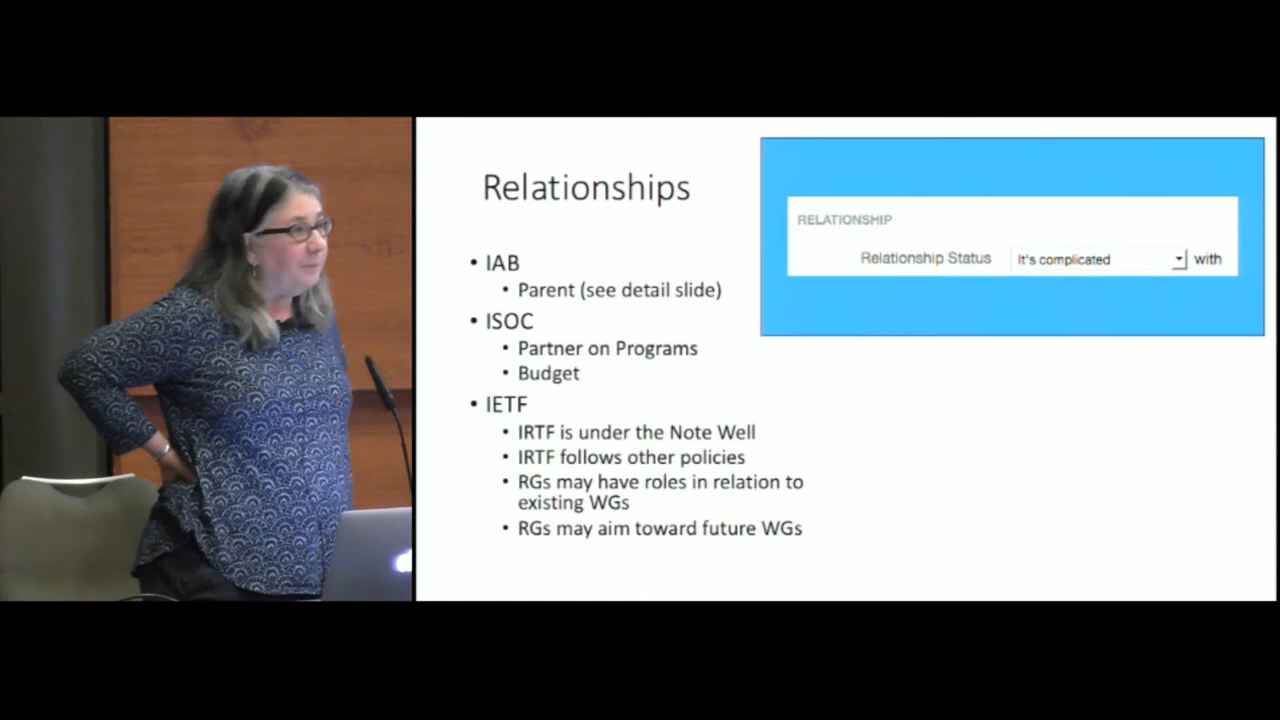 Relationships
• IAB
• Parent (see detail slide)
• ISOC
• Partner on Programs
• Budget
• IETF
• IRTF is under the Note Well
• IRTF follows other policies
• RGs may have roles in relation to
existing WGs
• RGs may aim toward future WGs
RELATIONSHIP
Relationship Status It's complicated with